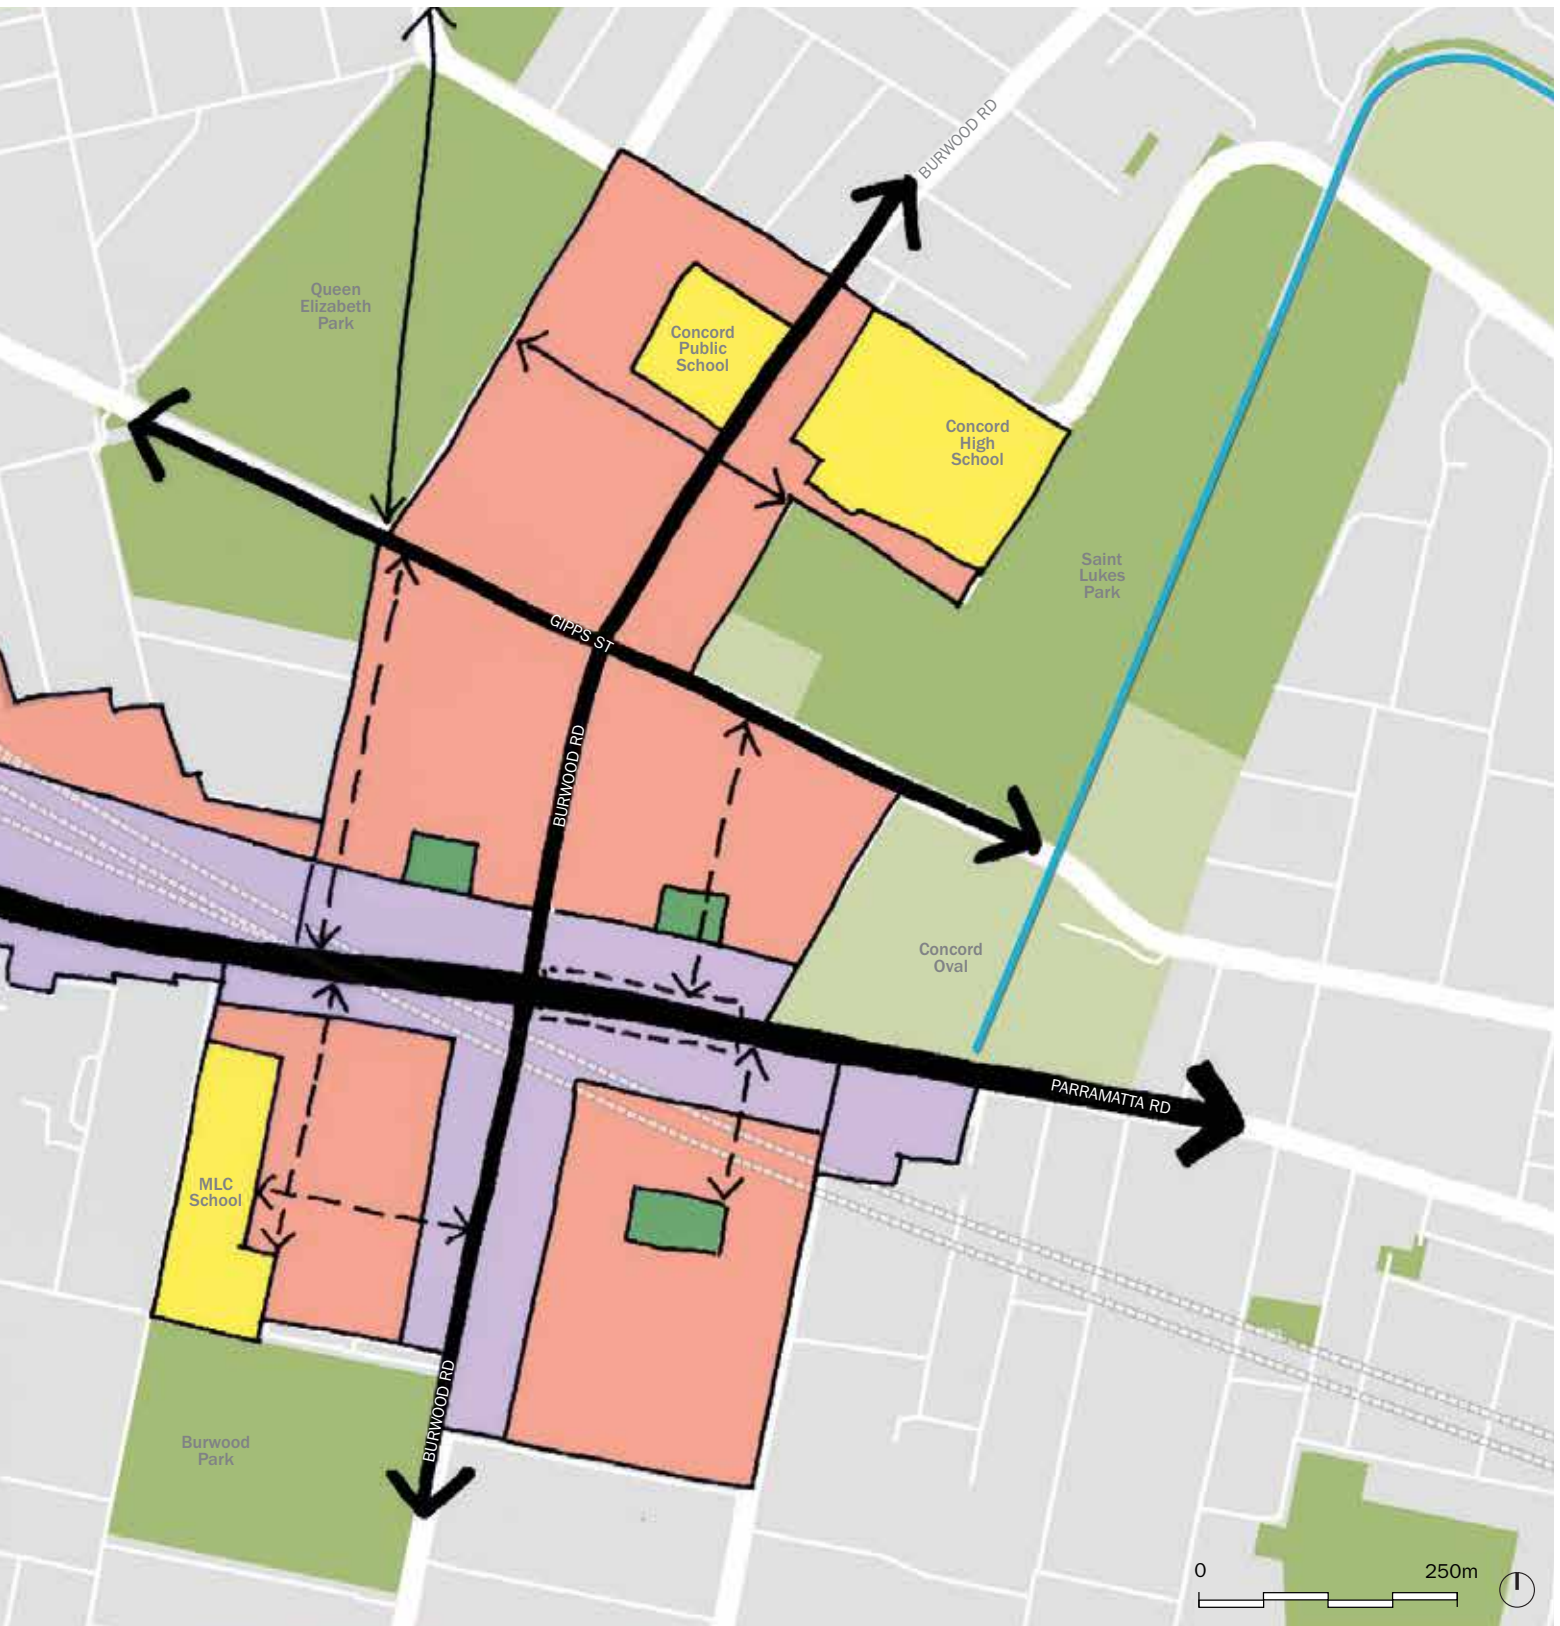 BURWOOD RD
Queen
Elizabeth
Park
Concord
Public
School
Concord
High
School
Saint
Lukes
Park
GIPPS ST
BURWOOD RD
Concord
Oval
PARRAMATTA RD
MLC
School
BURWOOD RD
Burwood
Park
0 250m